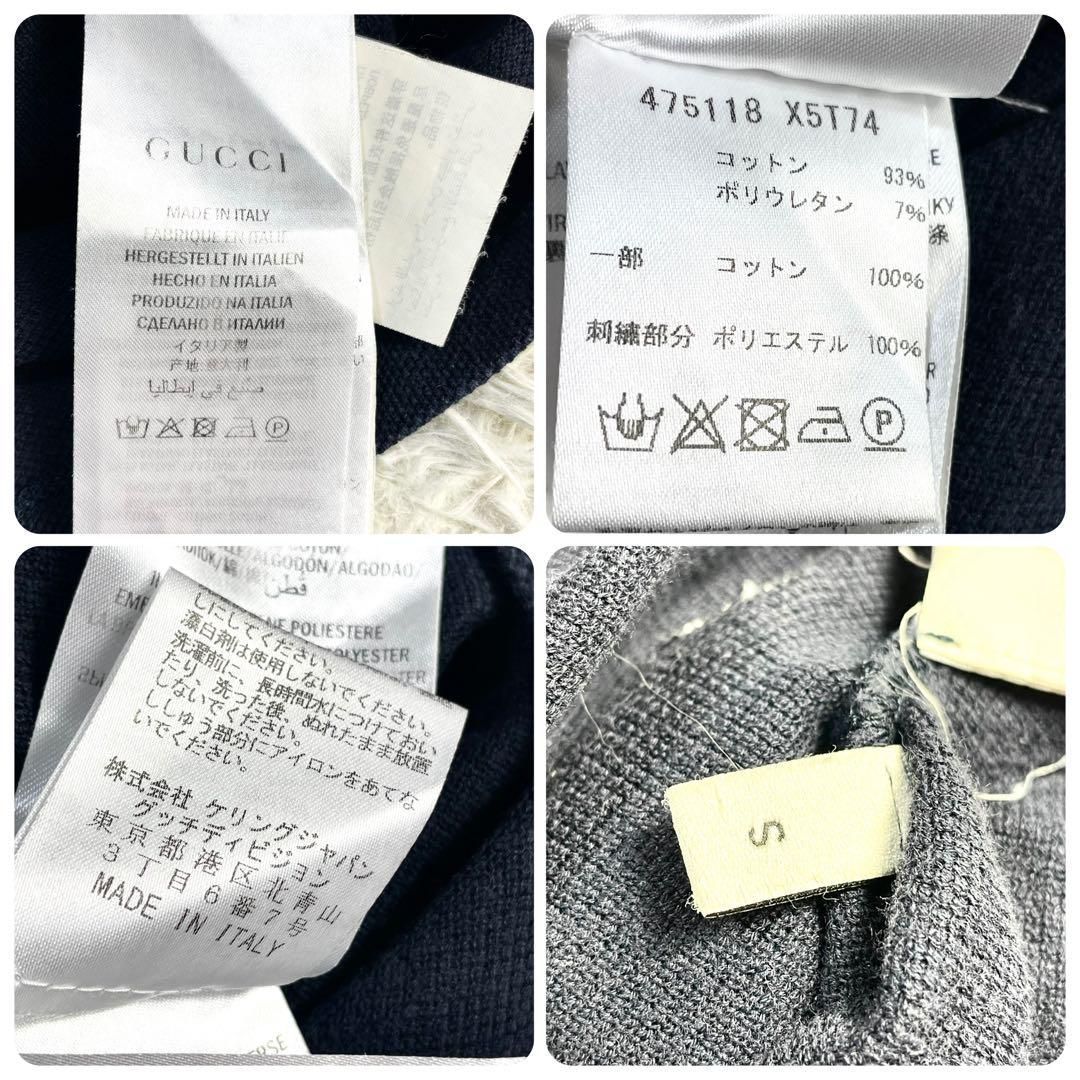 GUCCI
MADE IN ITALY
FABRIQUE EN ITALIE
HERGESTELLT IN ITALIEN
HECHO EN ITALIA
PRODUZIDO NA ITALIA
СДЕЛАНО В ИТАЛИИ
イタリア製
产地:意大利
صنع في إيطاليا
475118 X5T74
コットン 93%
ポリウレタン 7%
一部 コットン 100%
刺繍部分 ポリエステル 100%
P
/ALGODÓN/ALGODAO/
قطن
POLIESTERE
しにしてください。
漂白剤は使用しないでください。
洗濯前に、長時間水につけておい
たり、洗った後、ぬれたまま放置
しないでください。
ししゅう部分にアイロンをあてな
いでください。
株式会社 ケリングジャパン
グッチディビジョン
東京都港区北青山
3丁目6番7号
MADE IN ITALY
S